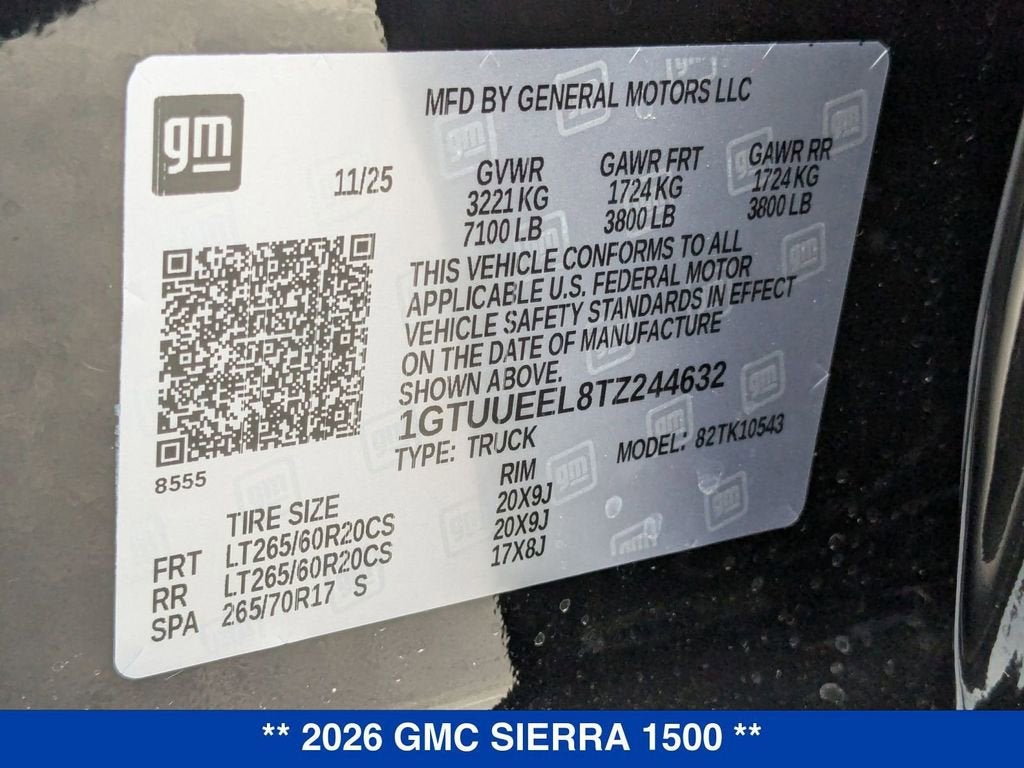 gm
MFD BY GENERAL MOTORS LLC
11/25
GVWR GAWR FRT GAWR RR
3221 KG 1724 KG 1724 KG
7100 LB 3800 LB 3800 LB
THIS VEHICLE CONFORMS TO ALL
APPLICABLE U.S. FEDERAL MOTOR
VEHICLE SAFETY STANDARDS IN EFFECT
ON THE DATE OF MANUFACTURE
SHOWN ABOVE.
1GTUUEEL8TZ244632
TYPE: TRUCK MODEL: 82TK10543
8555
TIRE SIZE RIM
FRT LT265/60R20CS 20X9J
RR LT265/60R20CS 20X9J
SPA 265/70R17 S 17X8J
** 2026 GMC SIERRA 1500 **